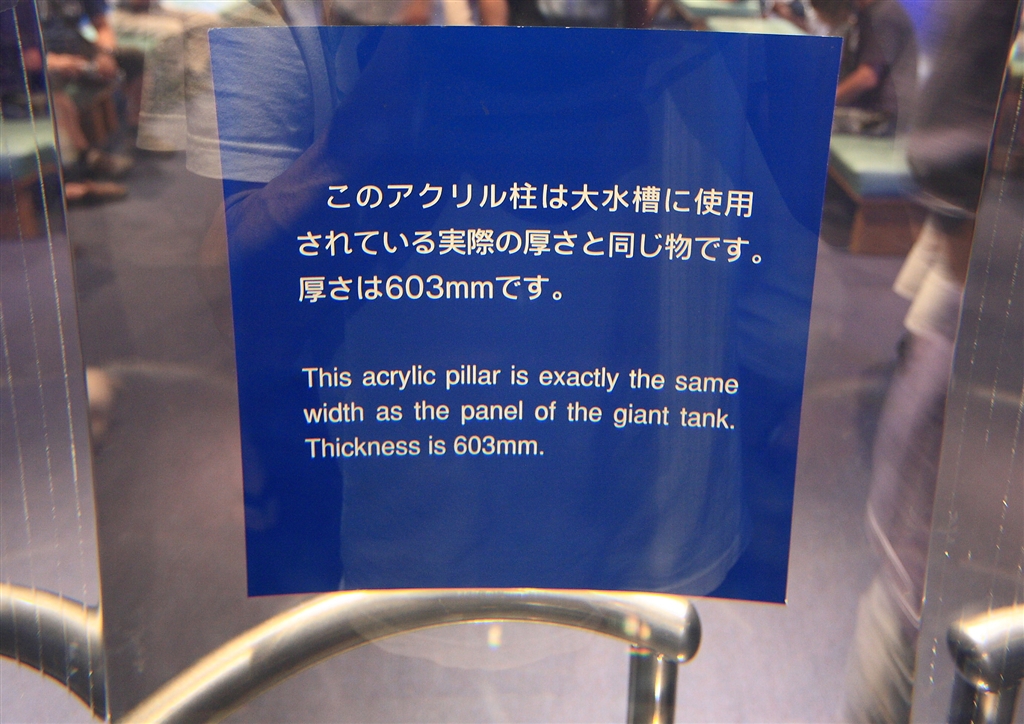 このアクリル柱は大水槽に使用
されている実際の厚さと同じ物です。
厚さは603mmです。
This acrylic pillar is exactly the same
width as the panel of the giant tank.
Thickness is 603mm.